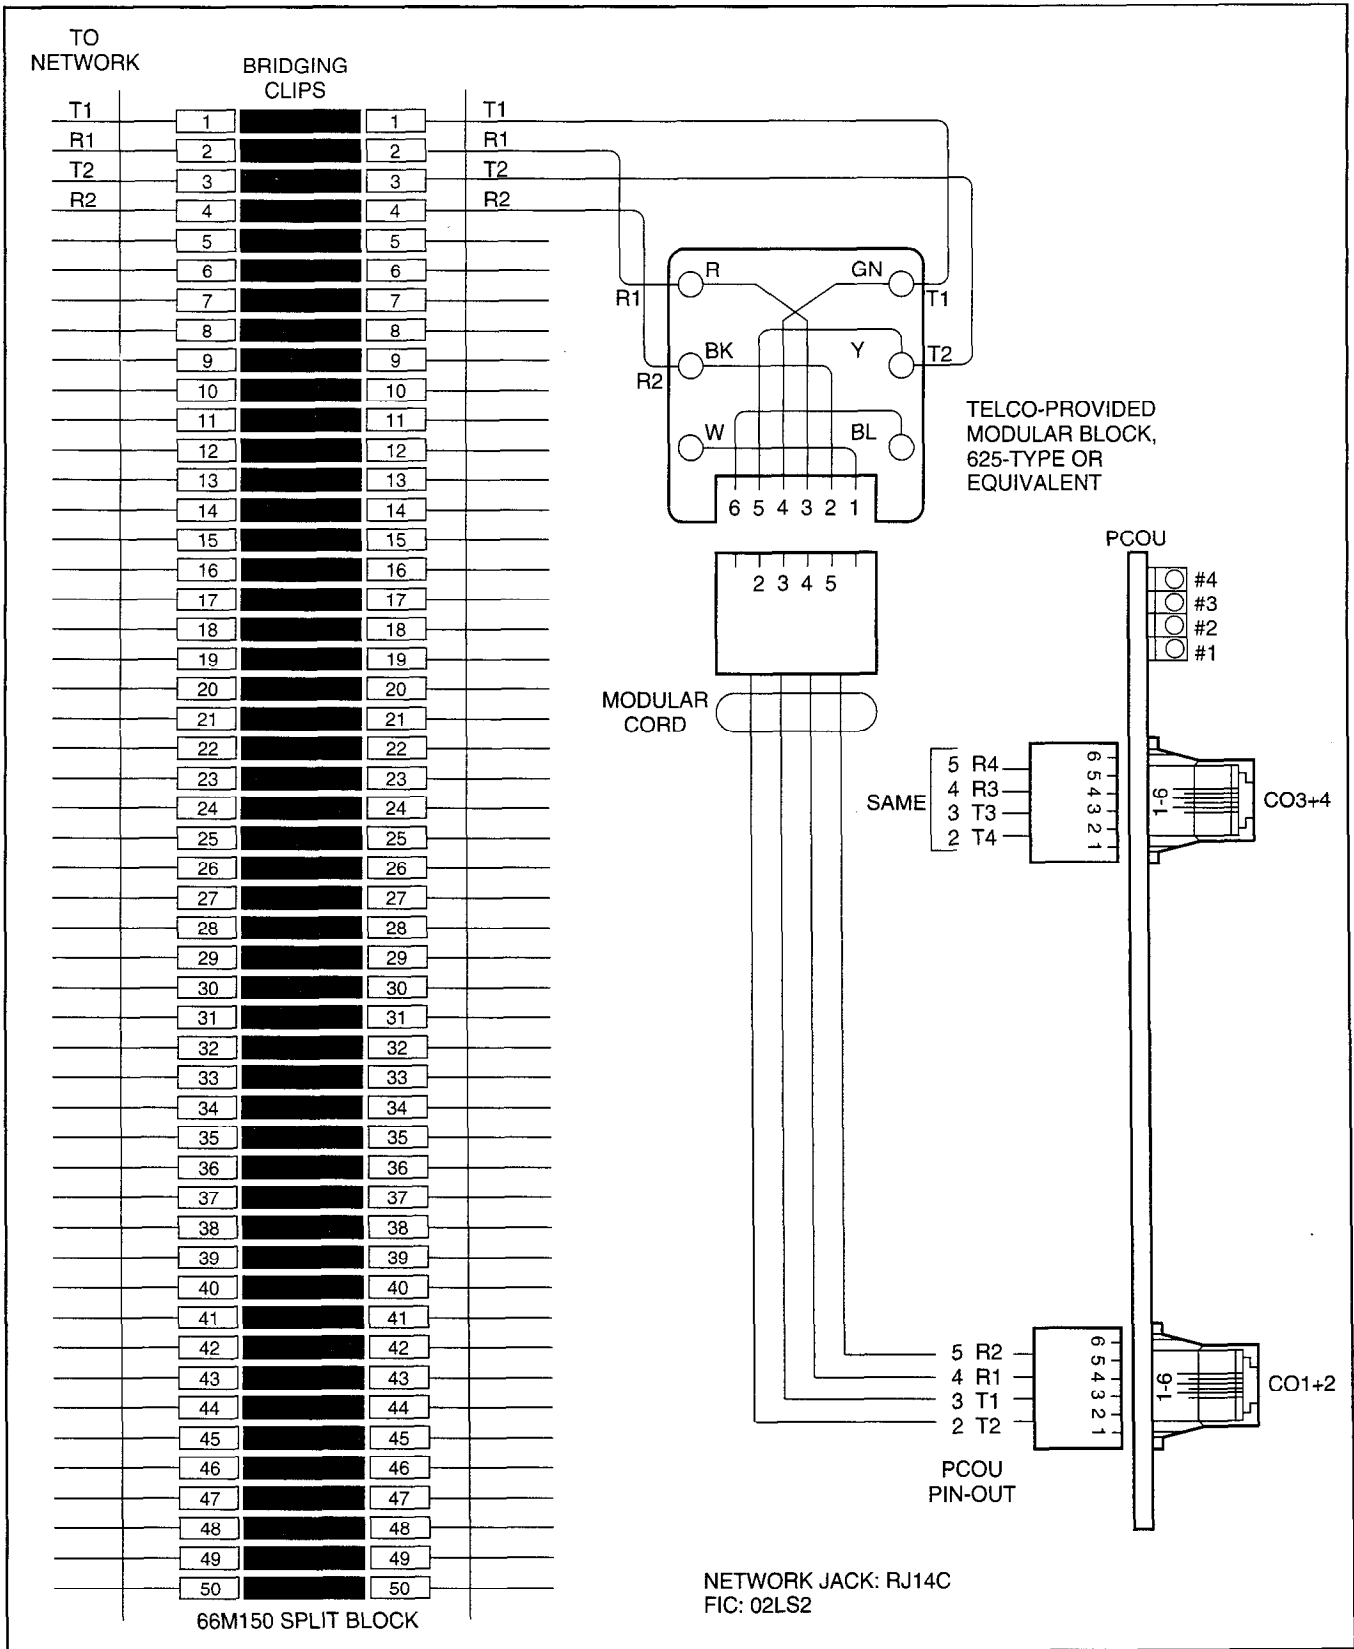 TO
NETWORK
BRIDGING
CLIPS
T1 1 1 T1
R1 2 2 R1
T2 3 3 T2
R2 4 4 R2
5 5
6 6
7 7
8 8
9 9
10 10
11 11
12 12
13 13
14 14
15 15
16 16
17 17
18 18
19 19
20 20
21 21
22 22
23 23
24 24
25 25
26 26
27 27
28 28
29 29
30 30
31 31
32 32
33 33
34 34
35 35
36 36
37 37
38 38
39 39
40 40
41 41
42 42
43 43
44 44
45 45
46 46
47 47
48 48
49 49
50 50
66M150 SPLIT BLOCK
R GN
R1 T1
BK Y T2
R2
W BL
6 5 4 3 2 1
TELCO-PROVIDED
MODULAR BLOCK,
625-TYPE OR
EQUIVALENT
2 3 4 5
MODULAR
CORD
PCOU
#4
#3
#2
#1
SAME
5 R4
4 R3
3 T3
2 T4
6 5 4 3 2 1
1-6
CO3+4
5 R2
4 R1
3 T1
2 T2
6 5 4 3 2 1
1-6
CO1+2
PCOU
PIN-OUT
NETWORK JACK: RJ14C
FIC: 02LS2